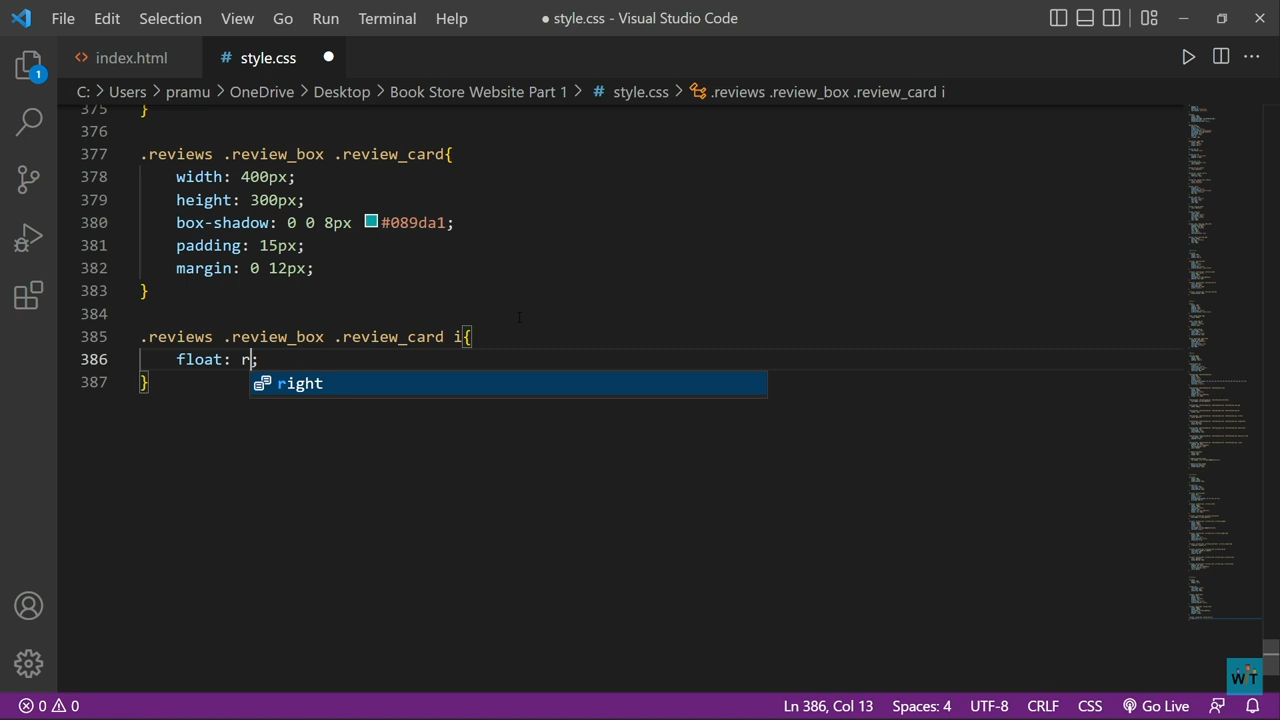 File Edit Selection View Go Run Terminal Help ● style.css - Visual Studio Code
1
<> index.html # style.css ●
C: > Users > pramu > OneDrive > Desktop > Book Store Website Part 1 > # style.css > .reviews .review_box .review_card i
375 }
376
377 .reviews .review_box .review_card{
378 width: 400px;
379 height: 300px;
380 box-shadow: 0 0 8px #089da1;
381 padding: 15px;
382 margin: 0 12px;
383 }
384
385 .reviews .review_box .review_card i{
386 float: r;
right
387 }
WT
0 0 Ln 386, Col 13 Spaces: 4 UTF-8 CRLF CSS Go Live